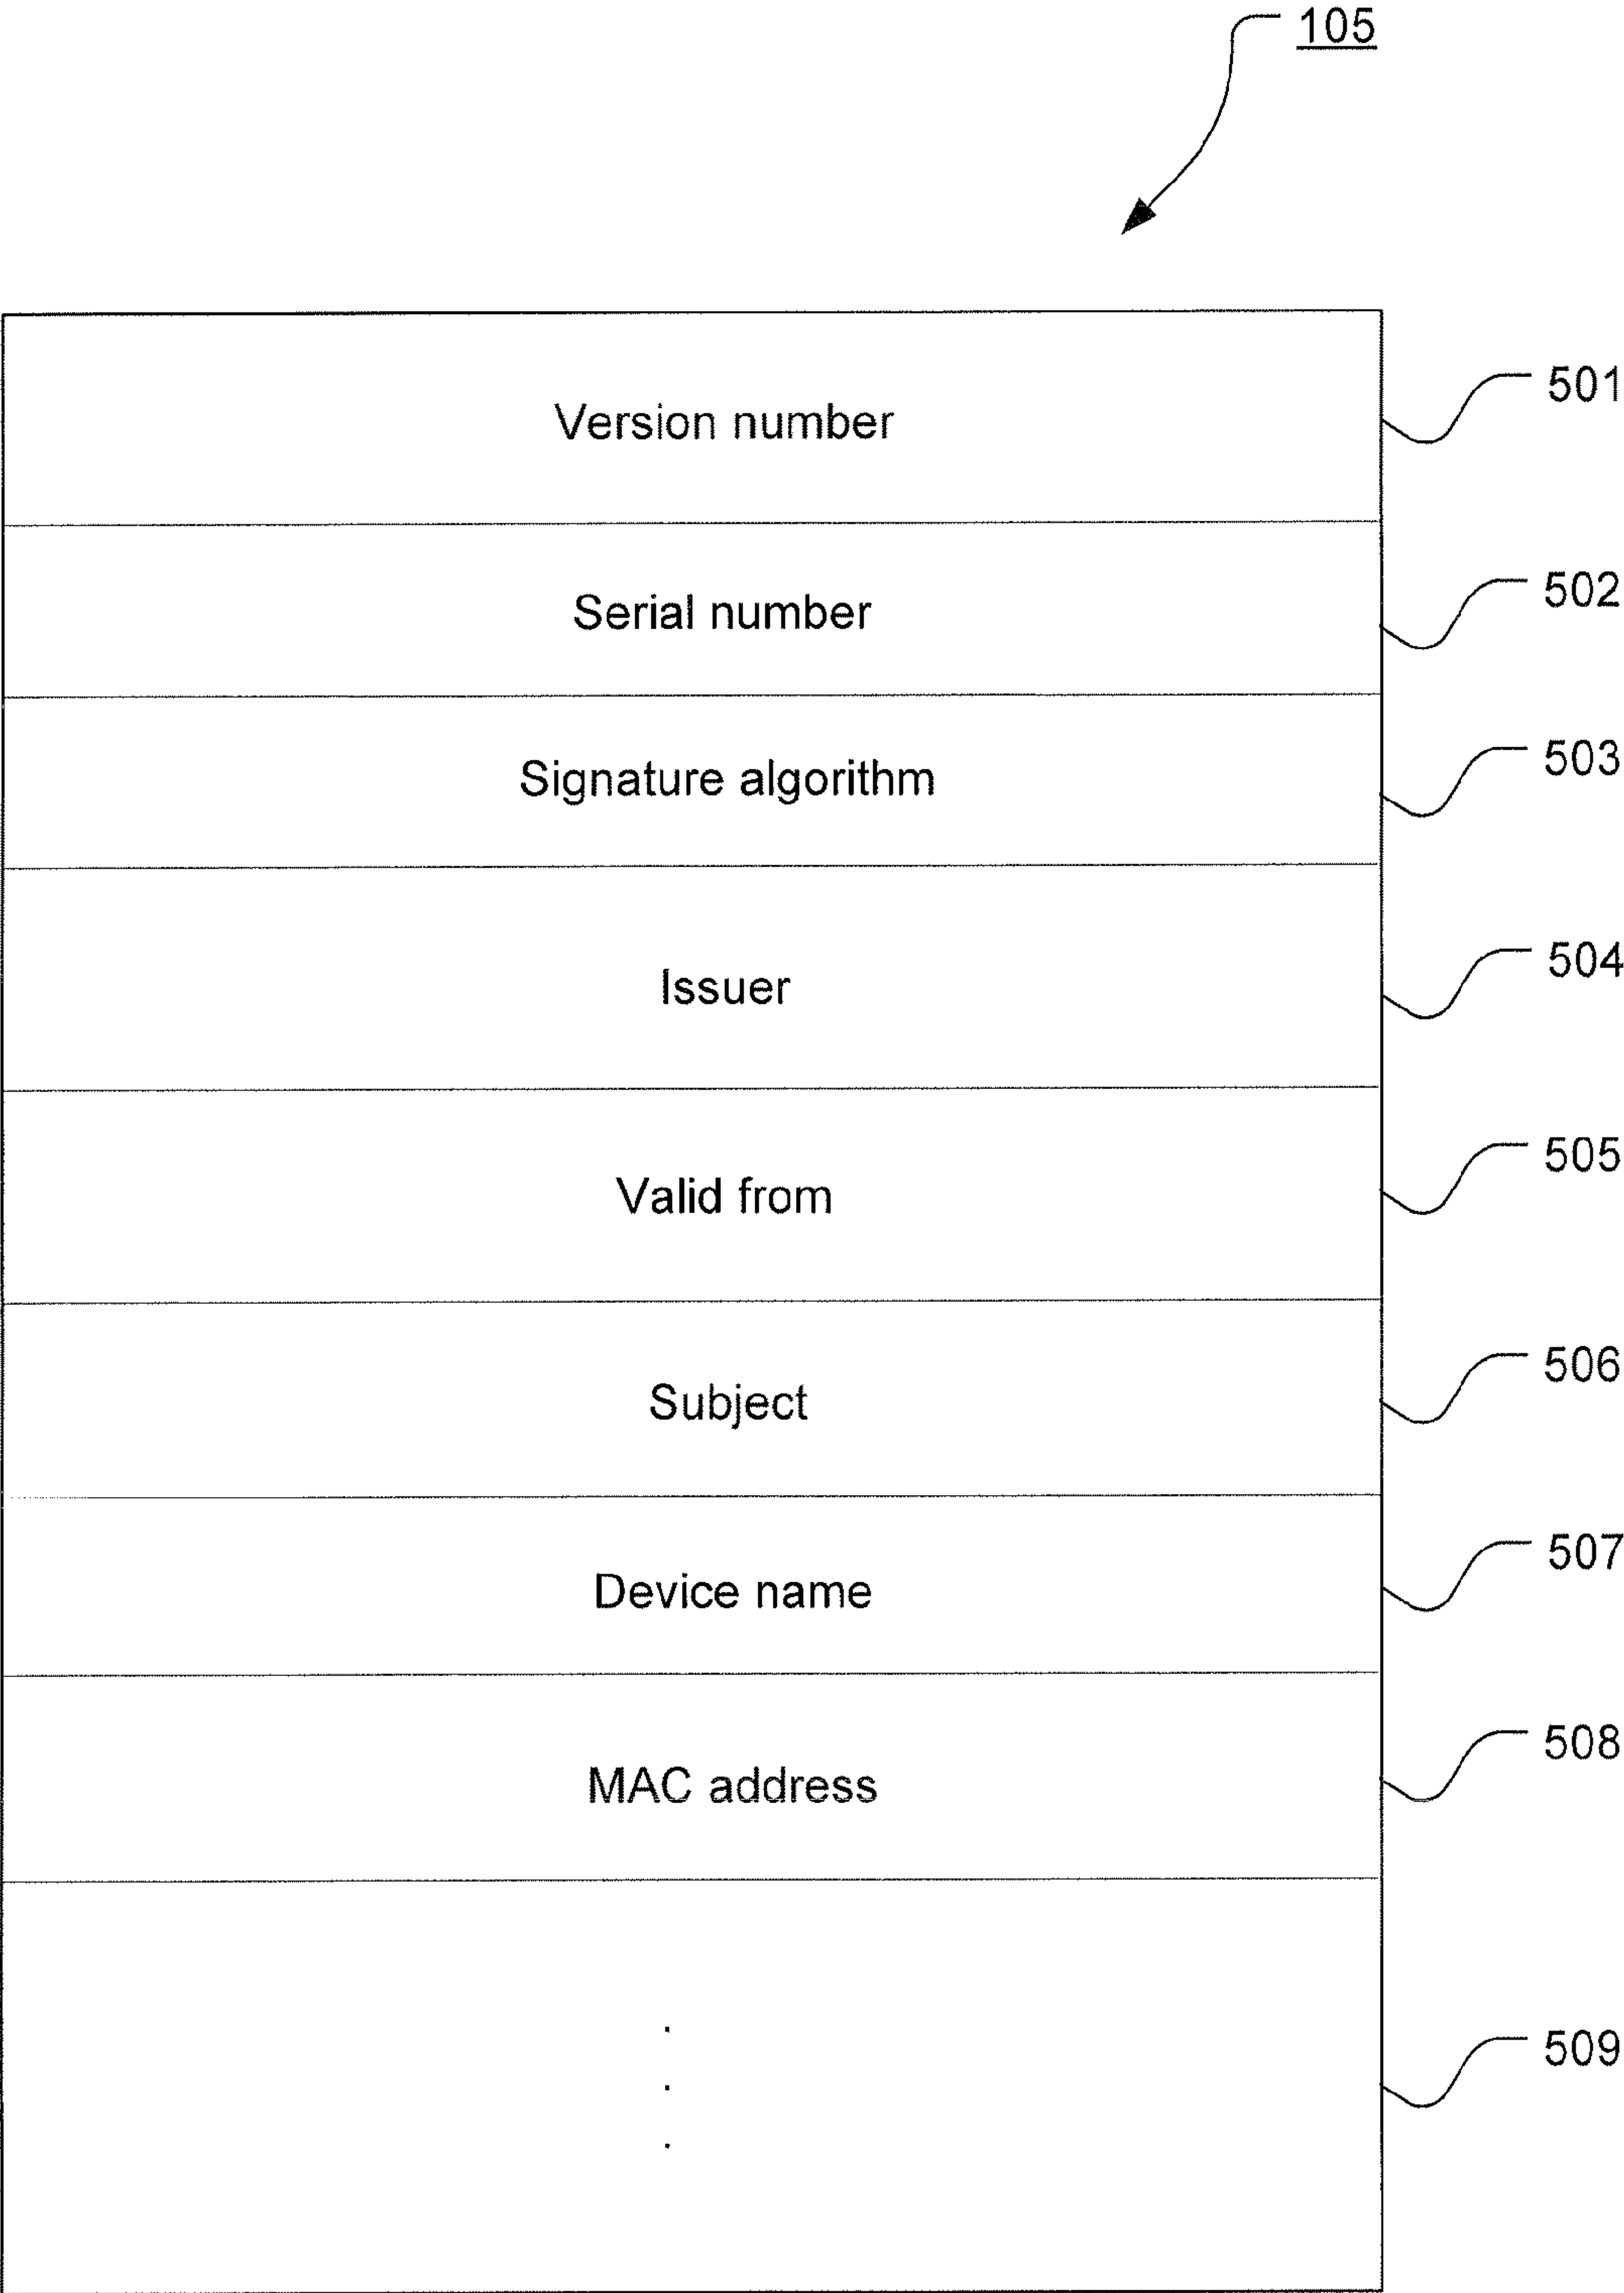 105
Version number 501
Serial number 502
Signature algorithm 503
Issuer 504
Valid from 505
Subject 506
Device name 507
MAC address 508
.
.
.
509